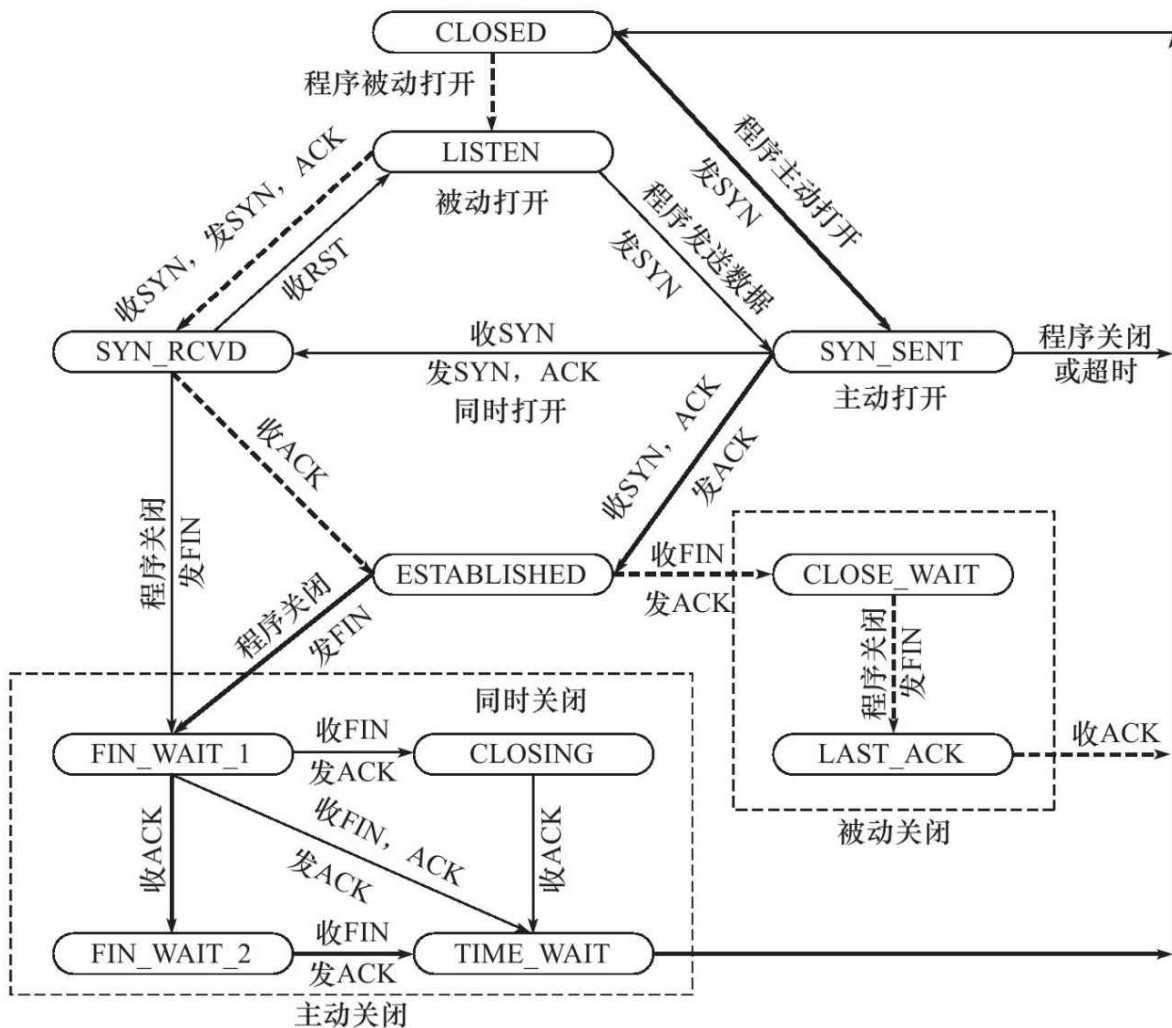 CLOSED
程序被动打开
LISTEN
被动打开
收SYN，发SYN，ACK
收RST
程序主动打开
发SYN
程序发送数据
发SYN
SYN_RCVD
收SYN
发SYN，ACK
同时打开
SYN_SENT
主动打开
程序关闭
或超时
收ACK
收SYN，ACK
发ACK
程序关闭
发FIN
ESTABLISHED
收FIN
发ACK
CLOSE_WAIT
程序关闭
发FIN
程序关闭
发FIN
LAST_ACK
收ACK
被动关闭
同时关闭
FIN_WAIT_1
收FIN
发ACK
CLOSING
收ACK
收FIN，ACK
发ACK
收ACK
FIN_WAIT_2
收FIN
发ACK
TIME_WAIT
主动关闭